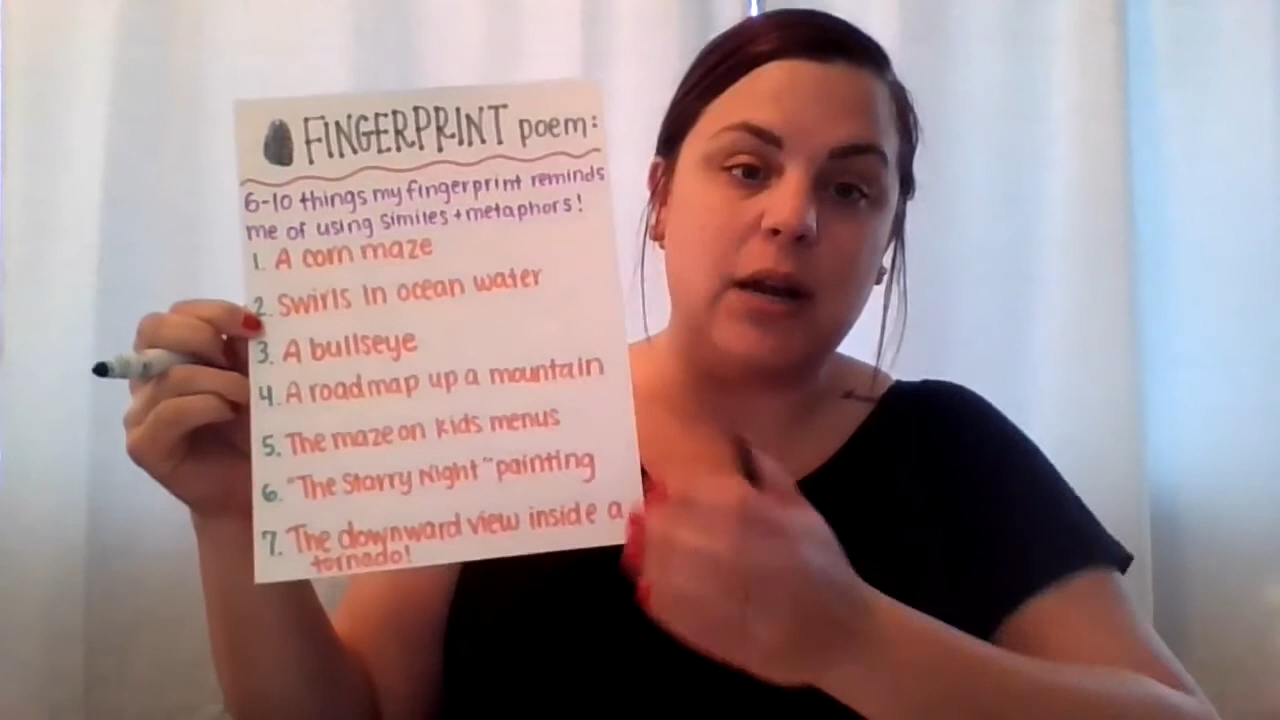 FINGERPRINT poem:
6-10 things my fingerprint reminds
me of using similes + metaphors!
1. A corn maze
2. Swirls in ocean water
3. A bullseye
4. A roadmap up a mountain
5. The maze on kids menus
6. "The Starry Night" painting
7. The downward view inside a
tornado!